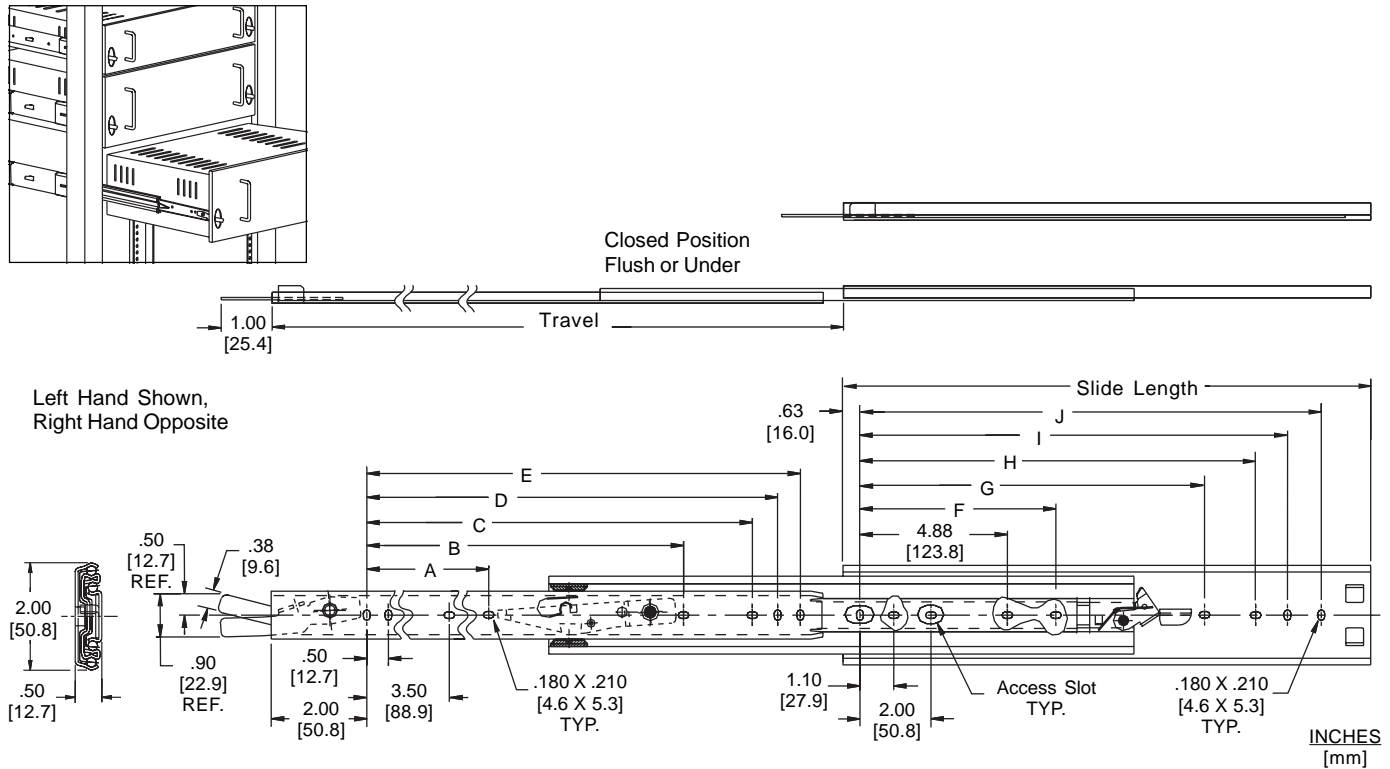 Closed Position
Flush or Under
1.00
[25.4]
Travel
Left Hand Shown,
Right Hand Opposite
Slide Length
.63
[16.0]
J
I
H
G
F
4.88
[123.8]
E
D
C
B
A
.50
[12.7]
REF.
.38
[9.6]
2.00
[50.8]
.50
[12.7]
.90
[22.9]
REF.
.50
[12.7]
3.50
[88.9]
2.00
[50.8]
.180 X .210
[4.6 X 5.3]
TYP.
1.10
[27.9]
2.00
[50.8]
Access Slot
TYP.
.180 X .210
[4.6 X 5.3]
TYP.
INCHES
[mm]